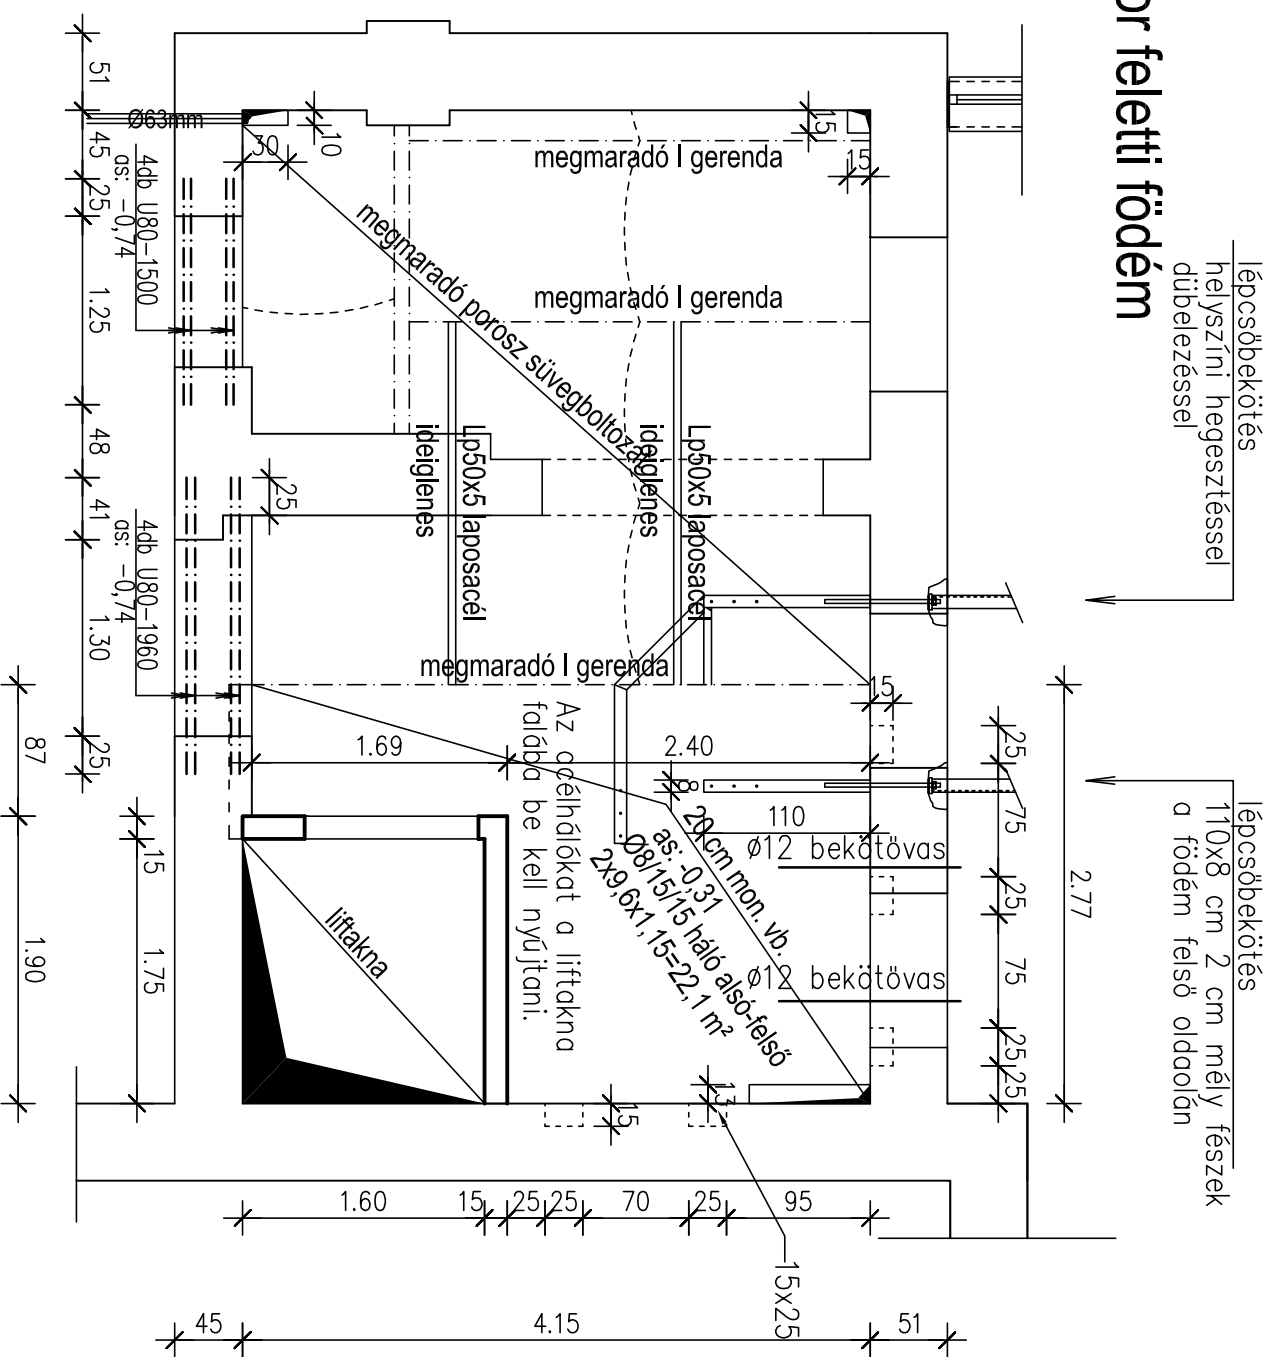 or feletti födém
lépcsőbekötés
helyszíni hegesztéssel
dübelezéssel
lépcsőbekötés
110x8 cm 2 cm mély fészek
a födém felső oldaolán
51
45
25
1.25
48
41
1.30
25
Ø63mm
30
10
15
15
4db U80-1500
as: -0,74
4db U80-1960
as: -0,74
25
megmaradó I gerenda
megmaradó I gerenda
megmaradó I gerenda
megmaradó porosz süvegboltozat
Lp50x5 laposacél
ideiglenes
Lp50x5 laposacél
ideiglenes
87
1.90
15
1.75
1.69
2.40
15
8
110
ø12 bekötövas
ø12 bekötövas
20 cm mon. vb.
as: -0,31
Ø8/15/15 háló alsó-felső
2x9,6x1,15=22,1 m²
Az acélhálókat a liftakna
falába be kell nyújtani.
liftakna
25
75
25
75
25
25
2.77
13
15
1.60
15
25
25
70
25
95
15x25
45
4.15
51